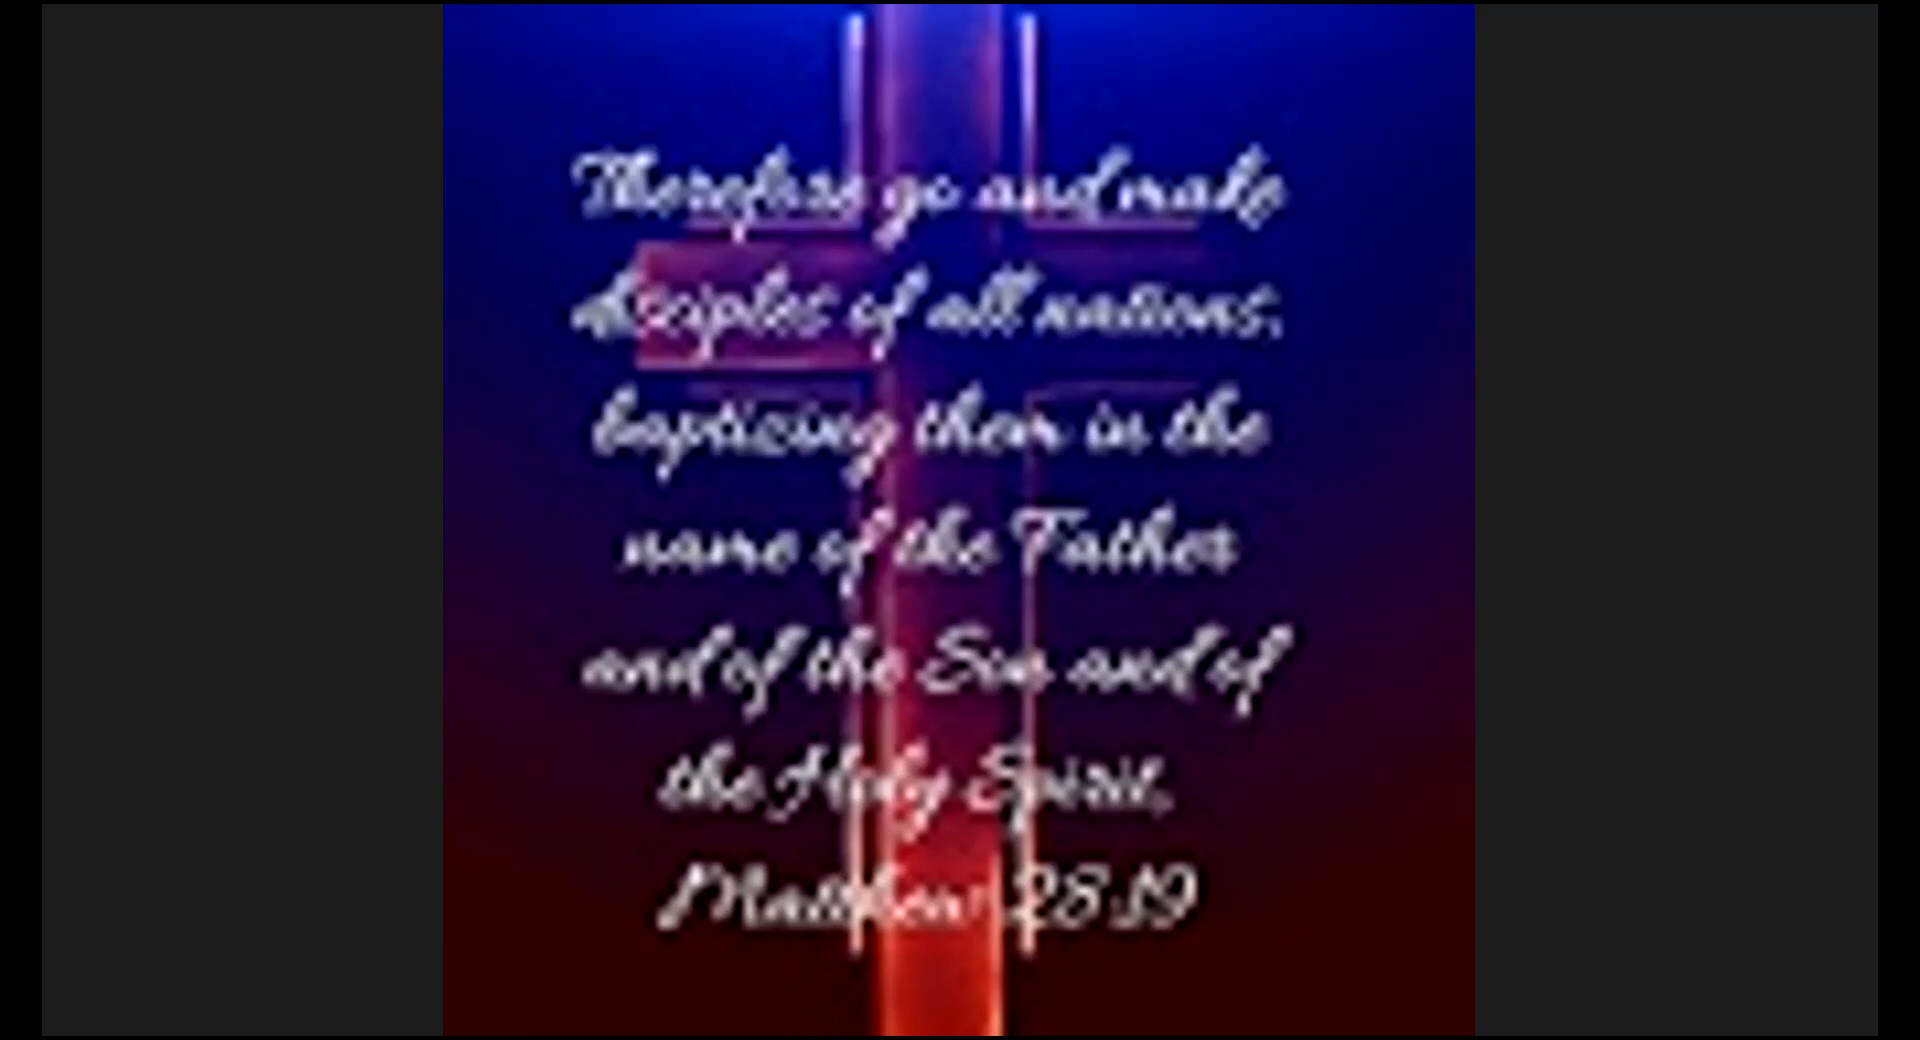 Therefore go and make
disciples of all nations,
baptizing them in the
name of the Father
and of the Son and of
the Holy Spirit,
Matthew 28:19